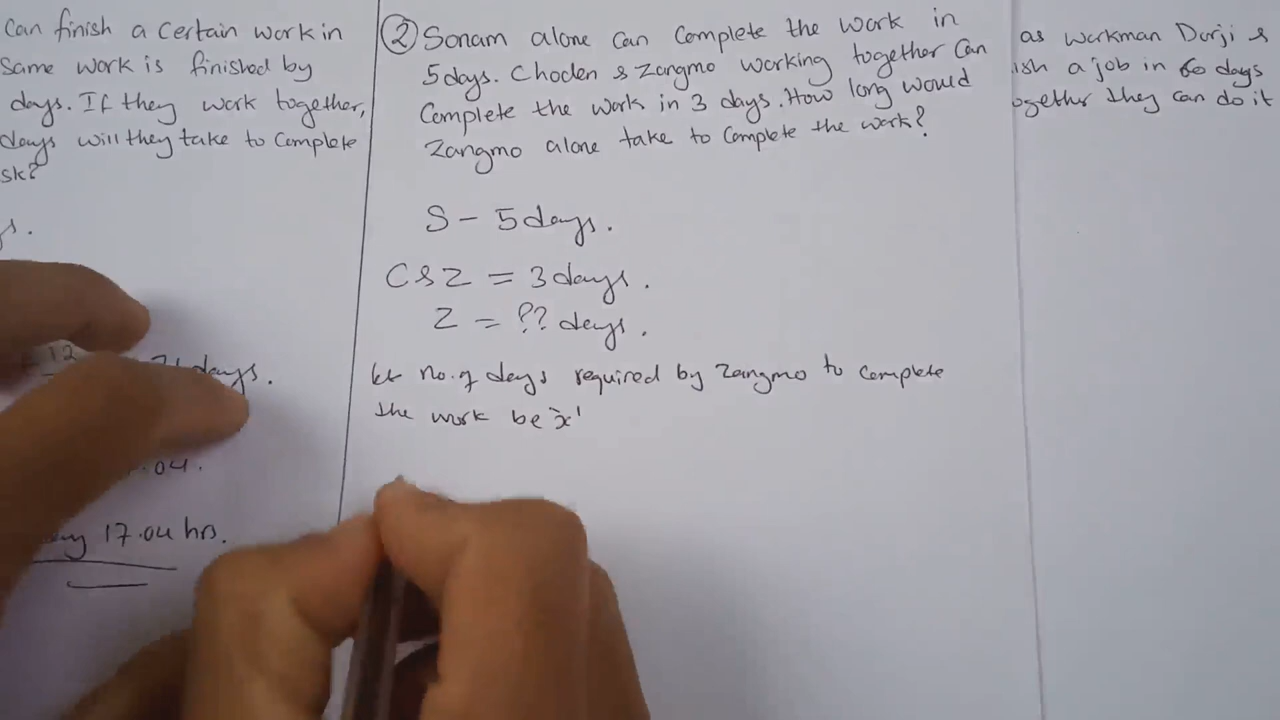 can finish a certain work in
same work is finished by
days. If they work together,
days will they take to complete
sk?
ys.
12
days.
.04.
17.04 hrs.
② Sonam alone can complete the work in
5 days. Choden & Zangmo working together can
complete the work in 3 days. How long would
Zangmo alone take to complete the work?
S - 5 days.
C & Z = 3 days.
Z = ?? days.
let no. of days required by Zangmo to complete
the work be 'x'
as workman Dorji &
ish a job in 60 days
ogether they can do it